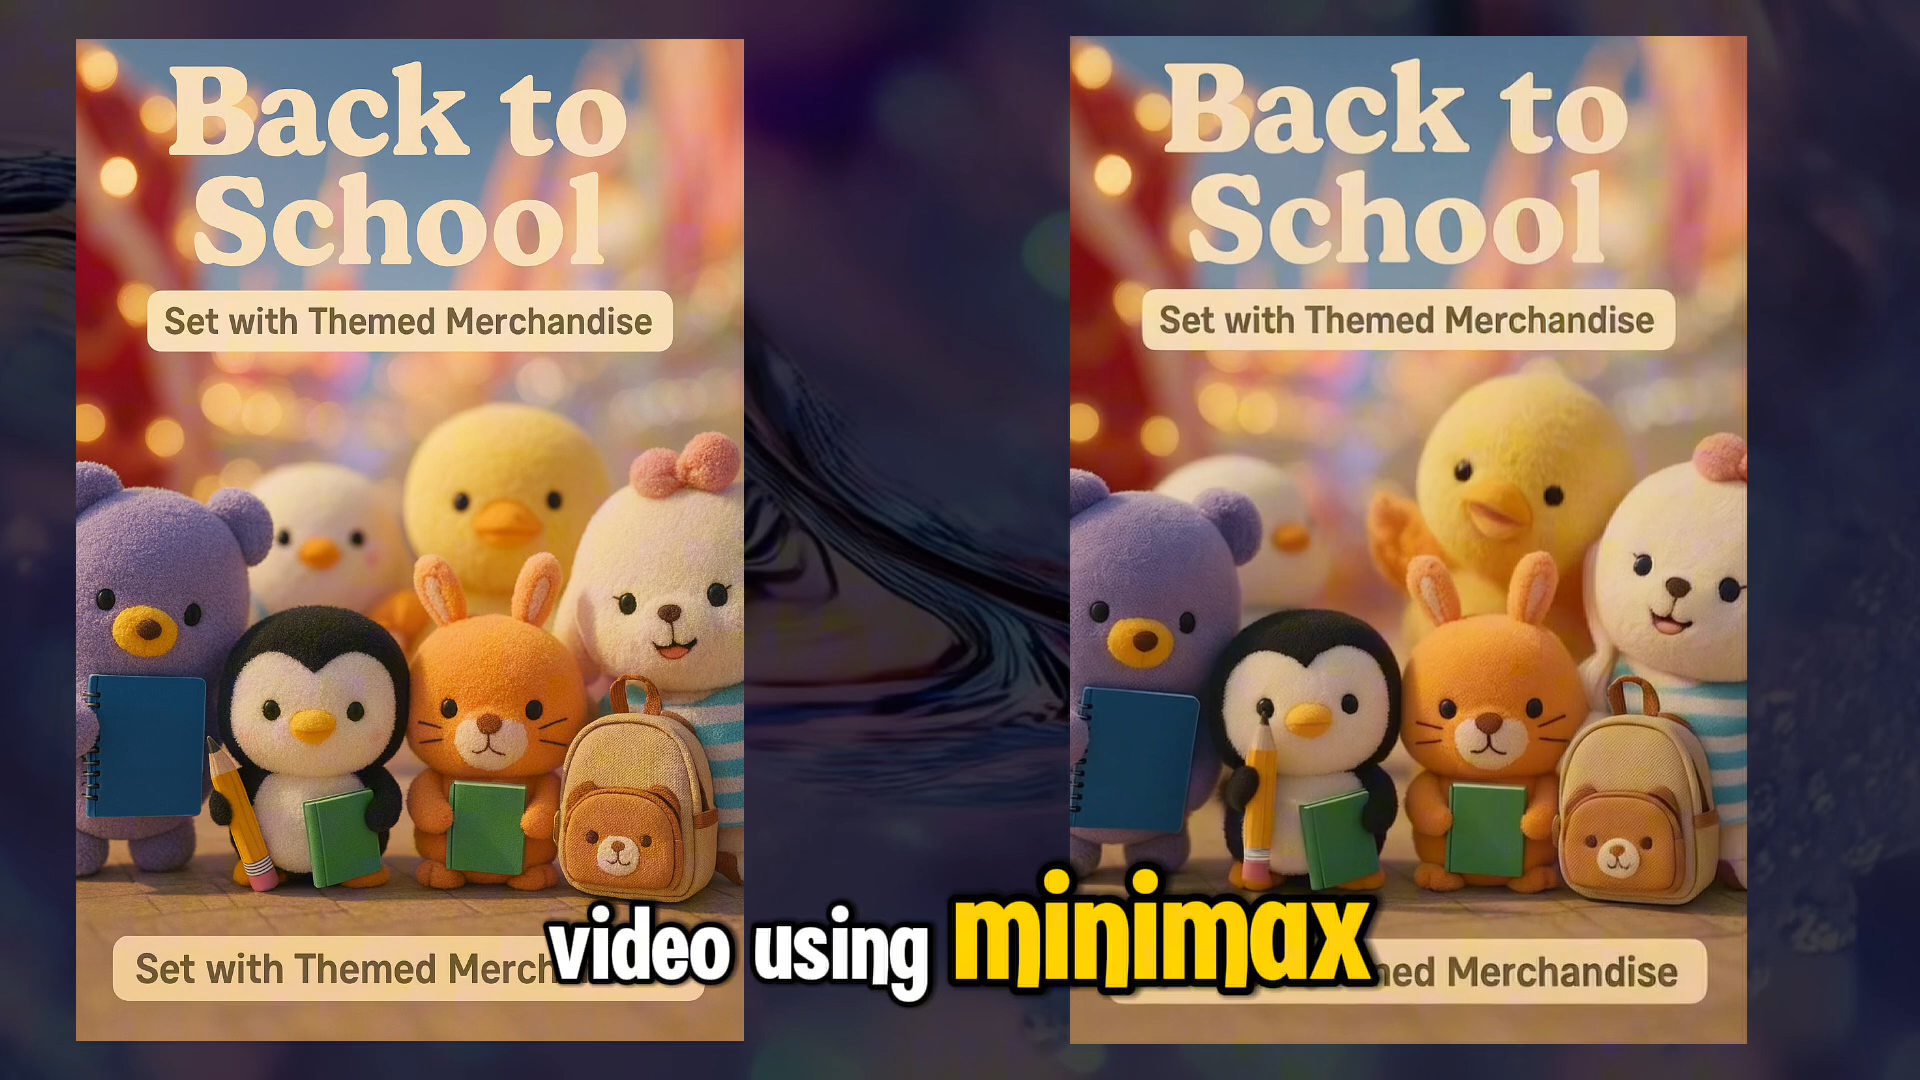 Back to
School
Set with Themed Merchandise
Set with Themed Merch
Back to
School
Set with Themed Merchandise
Merchandise
video using minimax